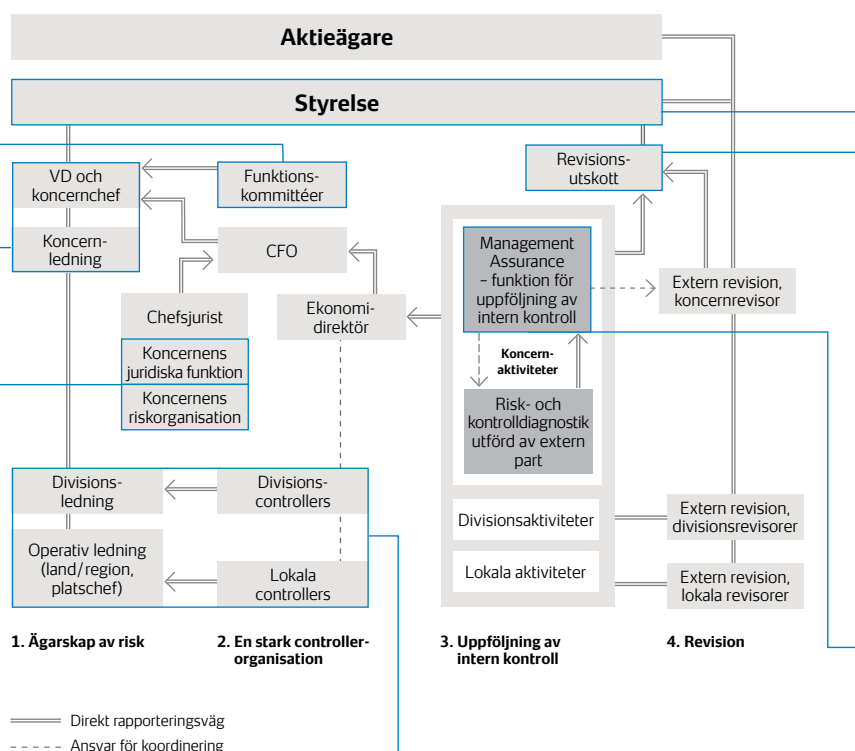 Aktieägare
Styrelse
VD och
koncernchef
Funktions-
kommittéer
Revisions-
utskott
Koncern-
ledning
CFO
Management
Assurance
– funktion för
uppföljning av
intern kontroll
Extern revision,
koncernrevisor
Chefsjurist
Ekonomi-
direktör
Koncernens
juridiska funktion
Koncernens
riskorganisation
Koncern-
aktiviteter
Risk- och
kontrolldiagnostik
utförd av extern
part
Divisions-
ledning
Divisions-
controllers
Divisionsaktiviteter
Extern revision,
divisionsrevisorer
Operativ ledning
(land/region,
platschef)
Lokala
controllers
Lokala aktiviteter
Extern revision,
lokala revisorer
1. Ägarskap av risk
2. En stark controller-
organisation
3. Uppföljning av
intern kontroll
4. Revision
Direkt rapporteringsväg
Ansvar för koordinering